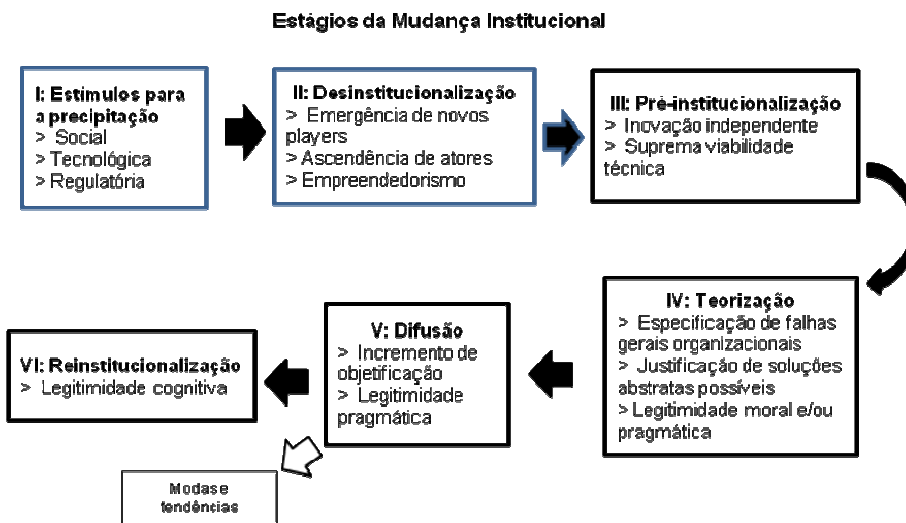 Estágios da Mudança Institucional
I: Estímulos para
a precipitação
> Social
> Tecnológica
> Regulatória
II: Desinstitucionalização
> Emergência de novos
players
> Ascendência de atores
> Empreendedorismo
III: Pré-institucionalização
> Inovação independente
> Suprema viabilidade
técnica
IV: Teorização
> Especificação de falhas
gerais organizacionais
> Justificação de soluções
abstratas possíveis
> Legitimidade moral e/ou
pragmática
V: Difusão
> Incremento de
objetificação
> Legitimidade
pragmática
VI: Reinstitucionalização
> Legitimidade cognitiva
Modas e
tendências